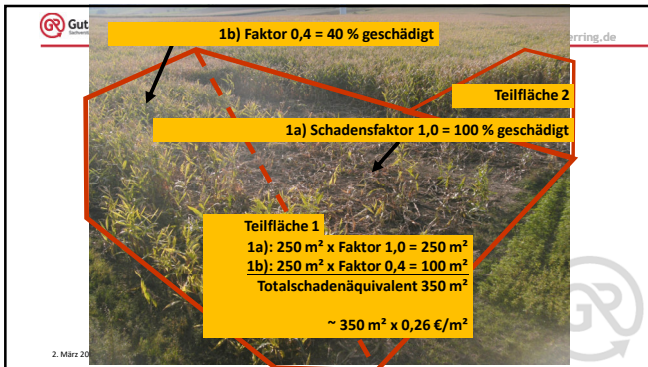 GR Gut
1b) Faktor 0,4 = 40 % geschädigt
erring.de
Teilfläche 2
1a) Schadensfaktor 1,0 = 100 % geschädigt
Teilfläche 1
1a): 250 m² x Faktor 1,0 = 250 m²
1b): 250 m² x Faktor 0,4 = 100 m²
Totalschadenäquivalent 350 m²
~ 350 m² x 0,26 €/m²
GR
2. März 20